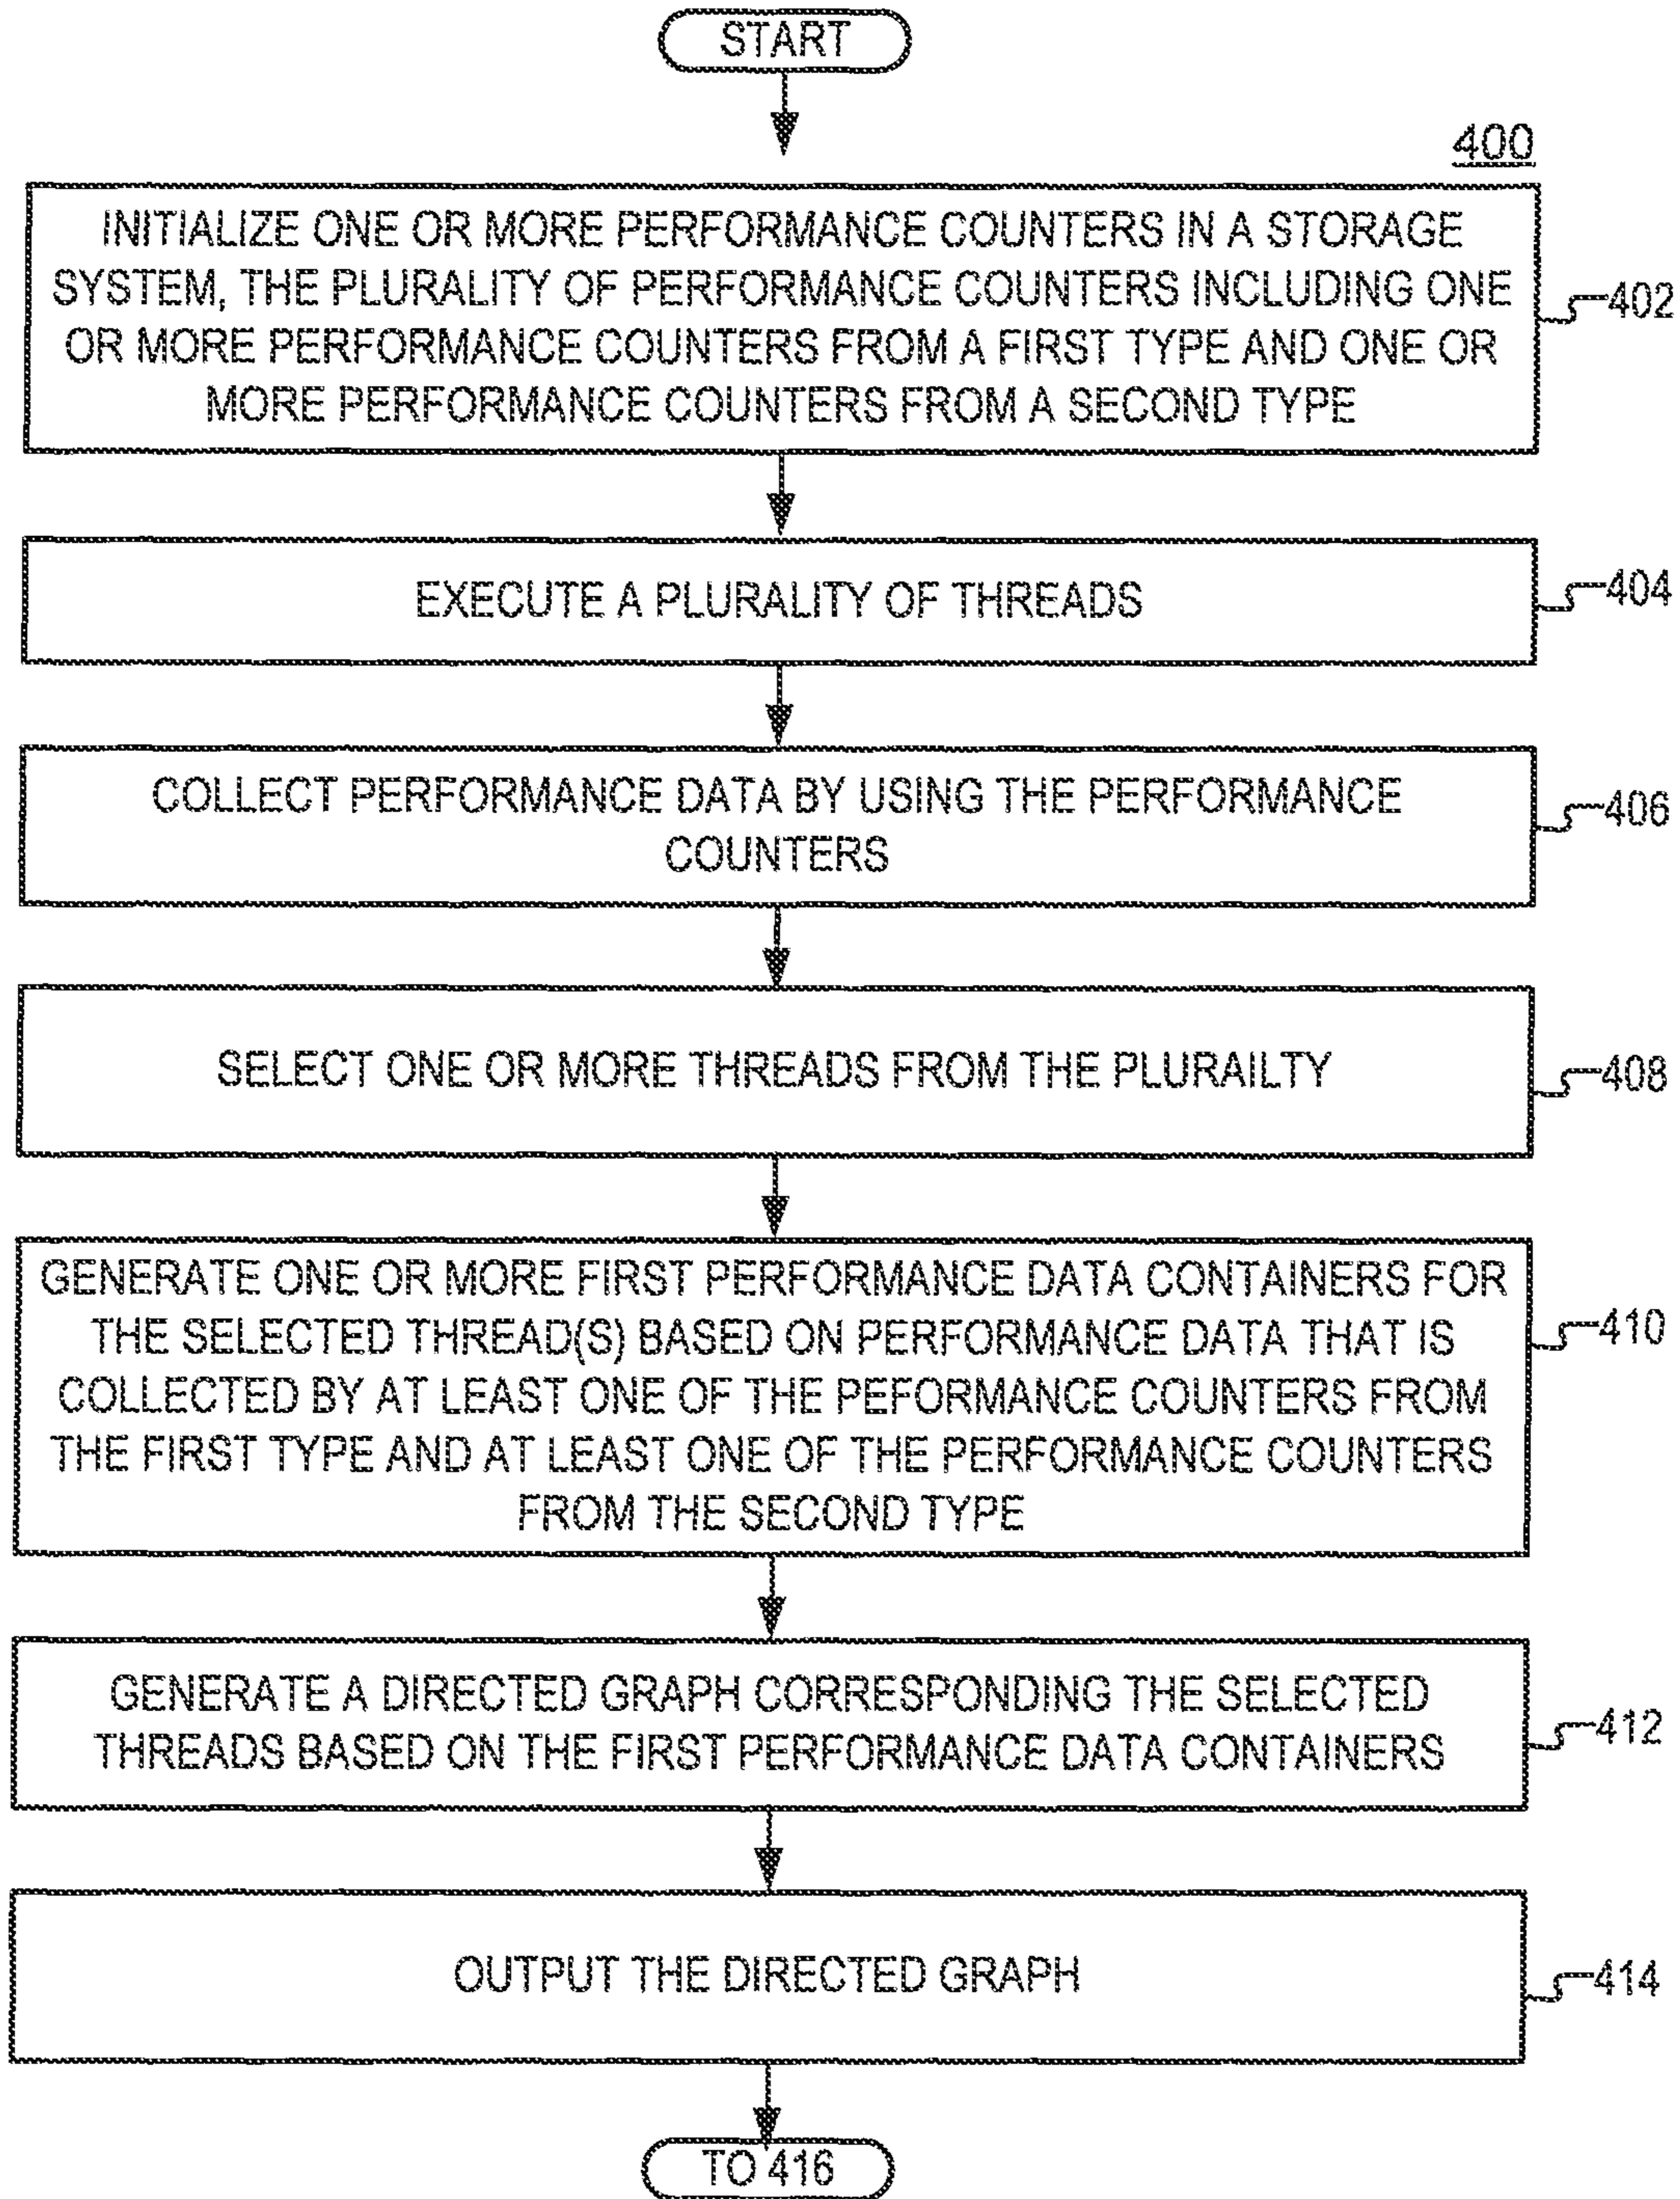 START
400
INITIALIZE ONE OR MORE PERFORMANCE COUNTERS IN A STORAGE
SYSTEM, THE PLURALITY OF PERFORMANCE COUNTERS INCLUDING ONE
OR MORE PERFORMANCE COUNTERS FROM A FIRST TYPE AND ONE OR
MORE PERFORMANCE COUNTERS FROM A SECOND TYPE
402
EXECUTE A PLURALITY OF THREADS
404
COLLECT PERFORMANCE DATA BY USING THE PERFORMANCE
COUNTERS
406
SELECT ONE OR MORE THREADS FROM THE PLURAILTY
408
GENERATE ONE OR MORE FIRST PERFORMANCE DATA CONTAINERS FOR
THE SELECTED THREAD(S) BASED ON PERFORMANCE DATA THAT IS
COLLECTED BY AT LEAST ONE OF THE PEFORMANCE COUNTERS FROM
THE FIRST TYPE AND AT LEAST ONE OF THE PERFORMANCE COUNTERS
FROM THE SECOND TYPE
410
GENERATE A DIRECTED GRAPH CORRESPONDING THE SELECTED
THREADS BASED ON THE FIRST PERFORMANCE DATA CONTAINERS
412
OUTPUT THE DIRECTED GRAPH
414
TO 416